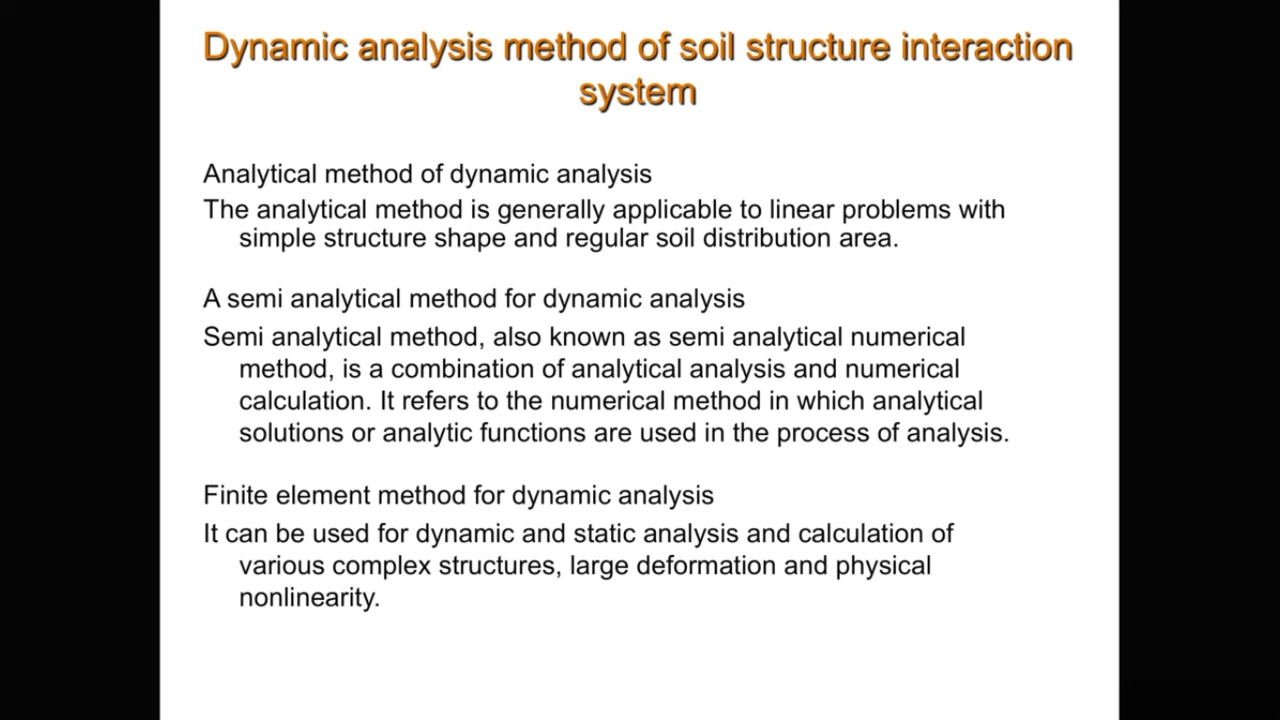 Dynamic analysis method of soil structure interaction
system
Analytical method of dynamic analysis
The analytical method is generally applicable to linear problems with
simple structure shape and regular soil distribution area.
A semi analytical method for dynamic analysis
Semi analytical method, also known as semi analytical numerical
method, is a combination of analytical analysis and numerical
calculation. It refers to the numerical method in which analytical
solutions or analytic functions are used in the process of analysis.
Finite element method for dynamic analysis
It can be used for dynamic and static analysis and calculation of
various complex structures, large deformation and physical
nonlinearity.